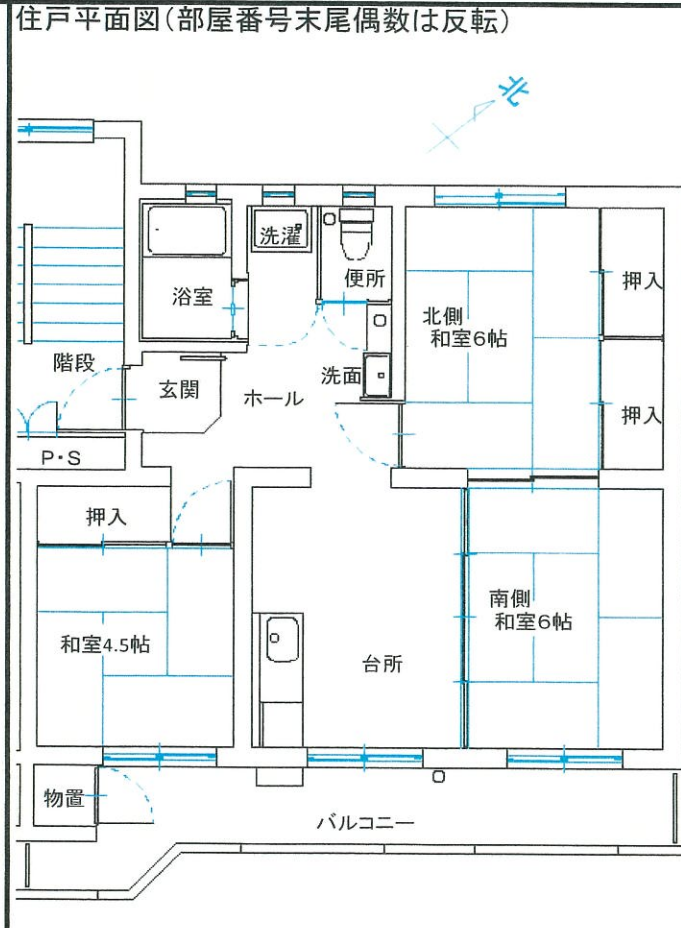 住戸平面図(部屋番号末尾偶数は反転)
北
洗濯
便所
浴室
北側
和室6帖
押入
階段
玄関
ホール
洗面
押入
P・S
押入
南側
和室6帖
和室4.5帖
台所
物置
バルコニー